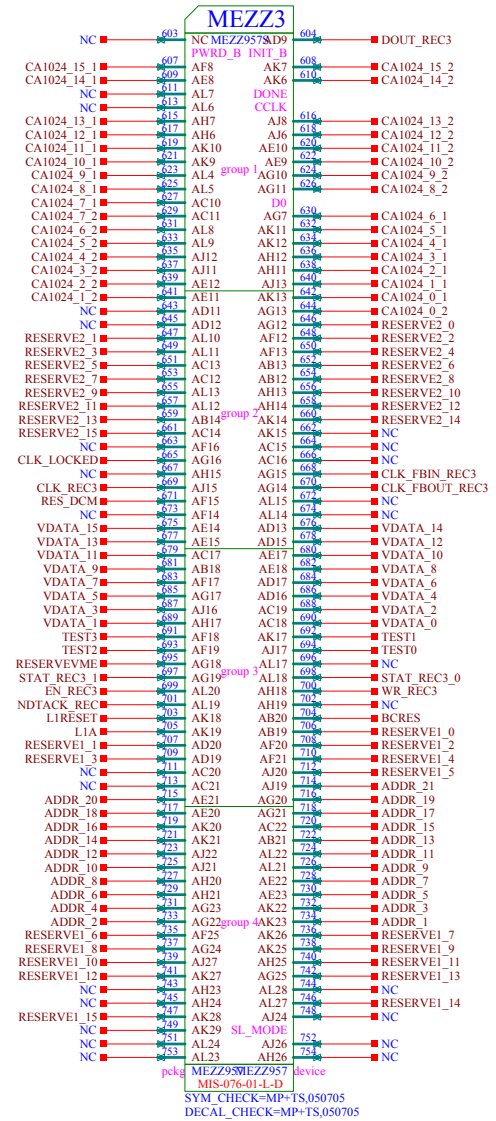 MEZZ3
NC 603 NC MEZZ957S AD9 604 DOUT_REC3
PWRD_B INIT_B
CA1024_15_1 607 AF8 AK7 608 CA1024_15_2
CA1024_14_1 609 AE8 AK6 610 CA1024_14_2
NC 611 AL7 DONE
NC 613 AL6 CCLK
CA1024_13_1 615 AH7 AJ8 616 CA1024_13_2
CA1024_12_1 617 AH6 AJ6 618 CA1024_12_2
CA1024_11_1 619 AK10 AE10 620 CA1024_11_2
CA1024_10_1 621 AK9 AE9 622 CA1024_10_2
CA1024_9_1 623 AL4 group 1 AG10 624 CA1024_9_2
CA1024_8_1 625 AL5 AG11 626 CA1024_8_2
CA1024_7_1 627 AC10 D0
CA1024_7_2 629 AC11 AG7 630 CA1024_6_1
CA1024_6_2 631 AL8 AK11 632 CA1024_5_1
CA1024_5_2 633 AL9 AK12 634 CA1024_4_1
CA1024_4_2 635 AJ12 AH12 636 CA1024_3_1
CA1024_3_2 637 AJ11 AH11 638 CA1024_2_1
CA1024_2_2 639 AE12 AJ13 640 CA1024_1_1
CA1024_1_2 641 AE11 AK13 642 CA1024_0_1
NC 643 AD11 AG13 644 CA1024_0_2
NC 645 AD12 AG12 646 RESERVE2_0
RESERVE2_1 647 AL10 AF12 648 RESERVE2_2
RESERVE2_3 649 AL11 AF13 650 RESERVE2_4
RESERVE2_5 651 AC13 AB13 652 RESERVE2_6
RESERVE2_7 653 AC12 AB12 654 RESERVE2_8
RESERVE2_9 655 AL13 AH13 656 RESERVE2_10
RESERVE2_11 657 AL12 group 2 AH14 658 RESERVE2_12
RESERVE2_13 659 AB14 AK14 660 RESERVE2_14
RESERVE2_15 661 AC14 AK15 662 NC
NC 663 AF16 AC15 664 NC
CLK_LOCKED 665 AG16 AC16 666 NC
NC 667 AH15 AG15 668 CLK_FBIN_REC3
CLK_REC3 669 AJ15 AG14 670 CLK_FBOUT_REC3
RES_DCM 671 AF15 AL15 672 NC
NC 673 AF14 AL14 674 NC
VDATA_15 675 AE14 AD13 676 VDATA_14
VDATA_13 677 AE15 AD15 678 VDATA_12
VDATA_11 679 AC17 AE17 680 VDATA_10
VDATA_9 681 AB18 AE18 682 VDATA_8
VDATA_7 683 AF17 AD17 684 VDATA_6
VDATA_5 685 AG17 AD16 686 VDATA_4
VDATA_3 687 AJ16 AC19 688 VDATA_2
VDATA_1 689 AH17 AC18 690 VDATA_0
TEST3 691 AF18 AK17 692 TEST1
TEST2 693 AF19 AJ17 694 TEST0
RESERVEVME 695 AG18 AL17 696 NC
STAT_REC3_1 697 AG19 group 3 AL18 698 STAT_REC3_0
EN_REC3 699 AL20 AH18 700 WR_REC3
NDTACK_REC 701 AL19 AH19 702 NC
L1RESET 703 AK18 AB20 704 BCRES
L1A 705 AK19 AB19 706 RESERVE1_0
RESERVE1_1 707 AD20 AF20 708 RESERVE1_2
RESERVE1_3 709 AD19 AF21 710 RESERVE1_4
NC 711 AC20 AJ20 712 RESERVE1_5
NC 713 AC21 AJ19 714 ADDR_21
ADDR_20 715 AE21 AG20 716 ADDR_19
ADDR_18 717 AE20 AG21 718 ADDR_17
ADDR_16 719 AK20 AC22 720 ADDR_15
ADDR_14 721 AK21 AB21 722 ADDR_13
ADDR_12 723 AJ22 AL22 724 ADDR_11
ADDR_10 725 AJ21 AL21 726 ADDR_9
ADDR_8 727 AH20 AE22 728 ADDR_7
ADDR_6 729 AH21 AE23 730 ADDR_5
ADDR_4 731 AG23 AK22 732 ADDR_3
ADDR_2 733 AG22 group 4 AK23 734 ADDR_1
RESERVE1_6 735 AF25 AK26 736 RESERVE1_7
RESERVE1_8 737 AG24 AK25 738 RESERVE1_9
RESERVE1_10 739 AJ27 AH25 740 RESERVE1_11
RESERVE1_12 741 AK27 AG25 742 RESERVE1_13
NC 743 AH23 AL28 744 NC
NC 745 AH24 AL27 746 RESERVE1_14
RESERVE1_15 747 AK28 AJ24 748 NC
NC 749 AK29 SL_MODE
NC 751 AL24 AJ26 752 NC
NC 753 AL23 AH26 754 NC
pckg MEZZ957 MEZZ957 device
MIS-076-01-L-D
SYM_CHECK=MP+TS,050705
DECAL_CHECK=MP+TS,050705